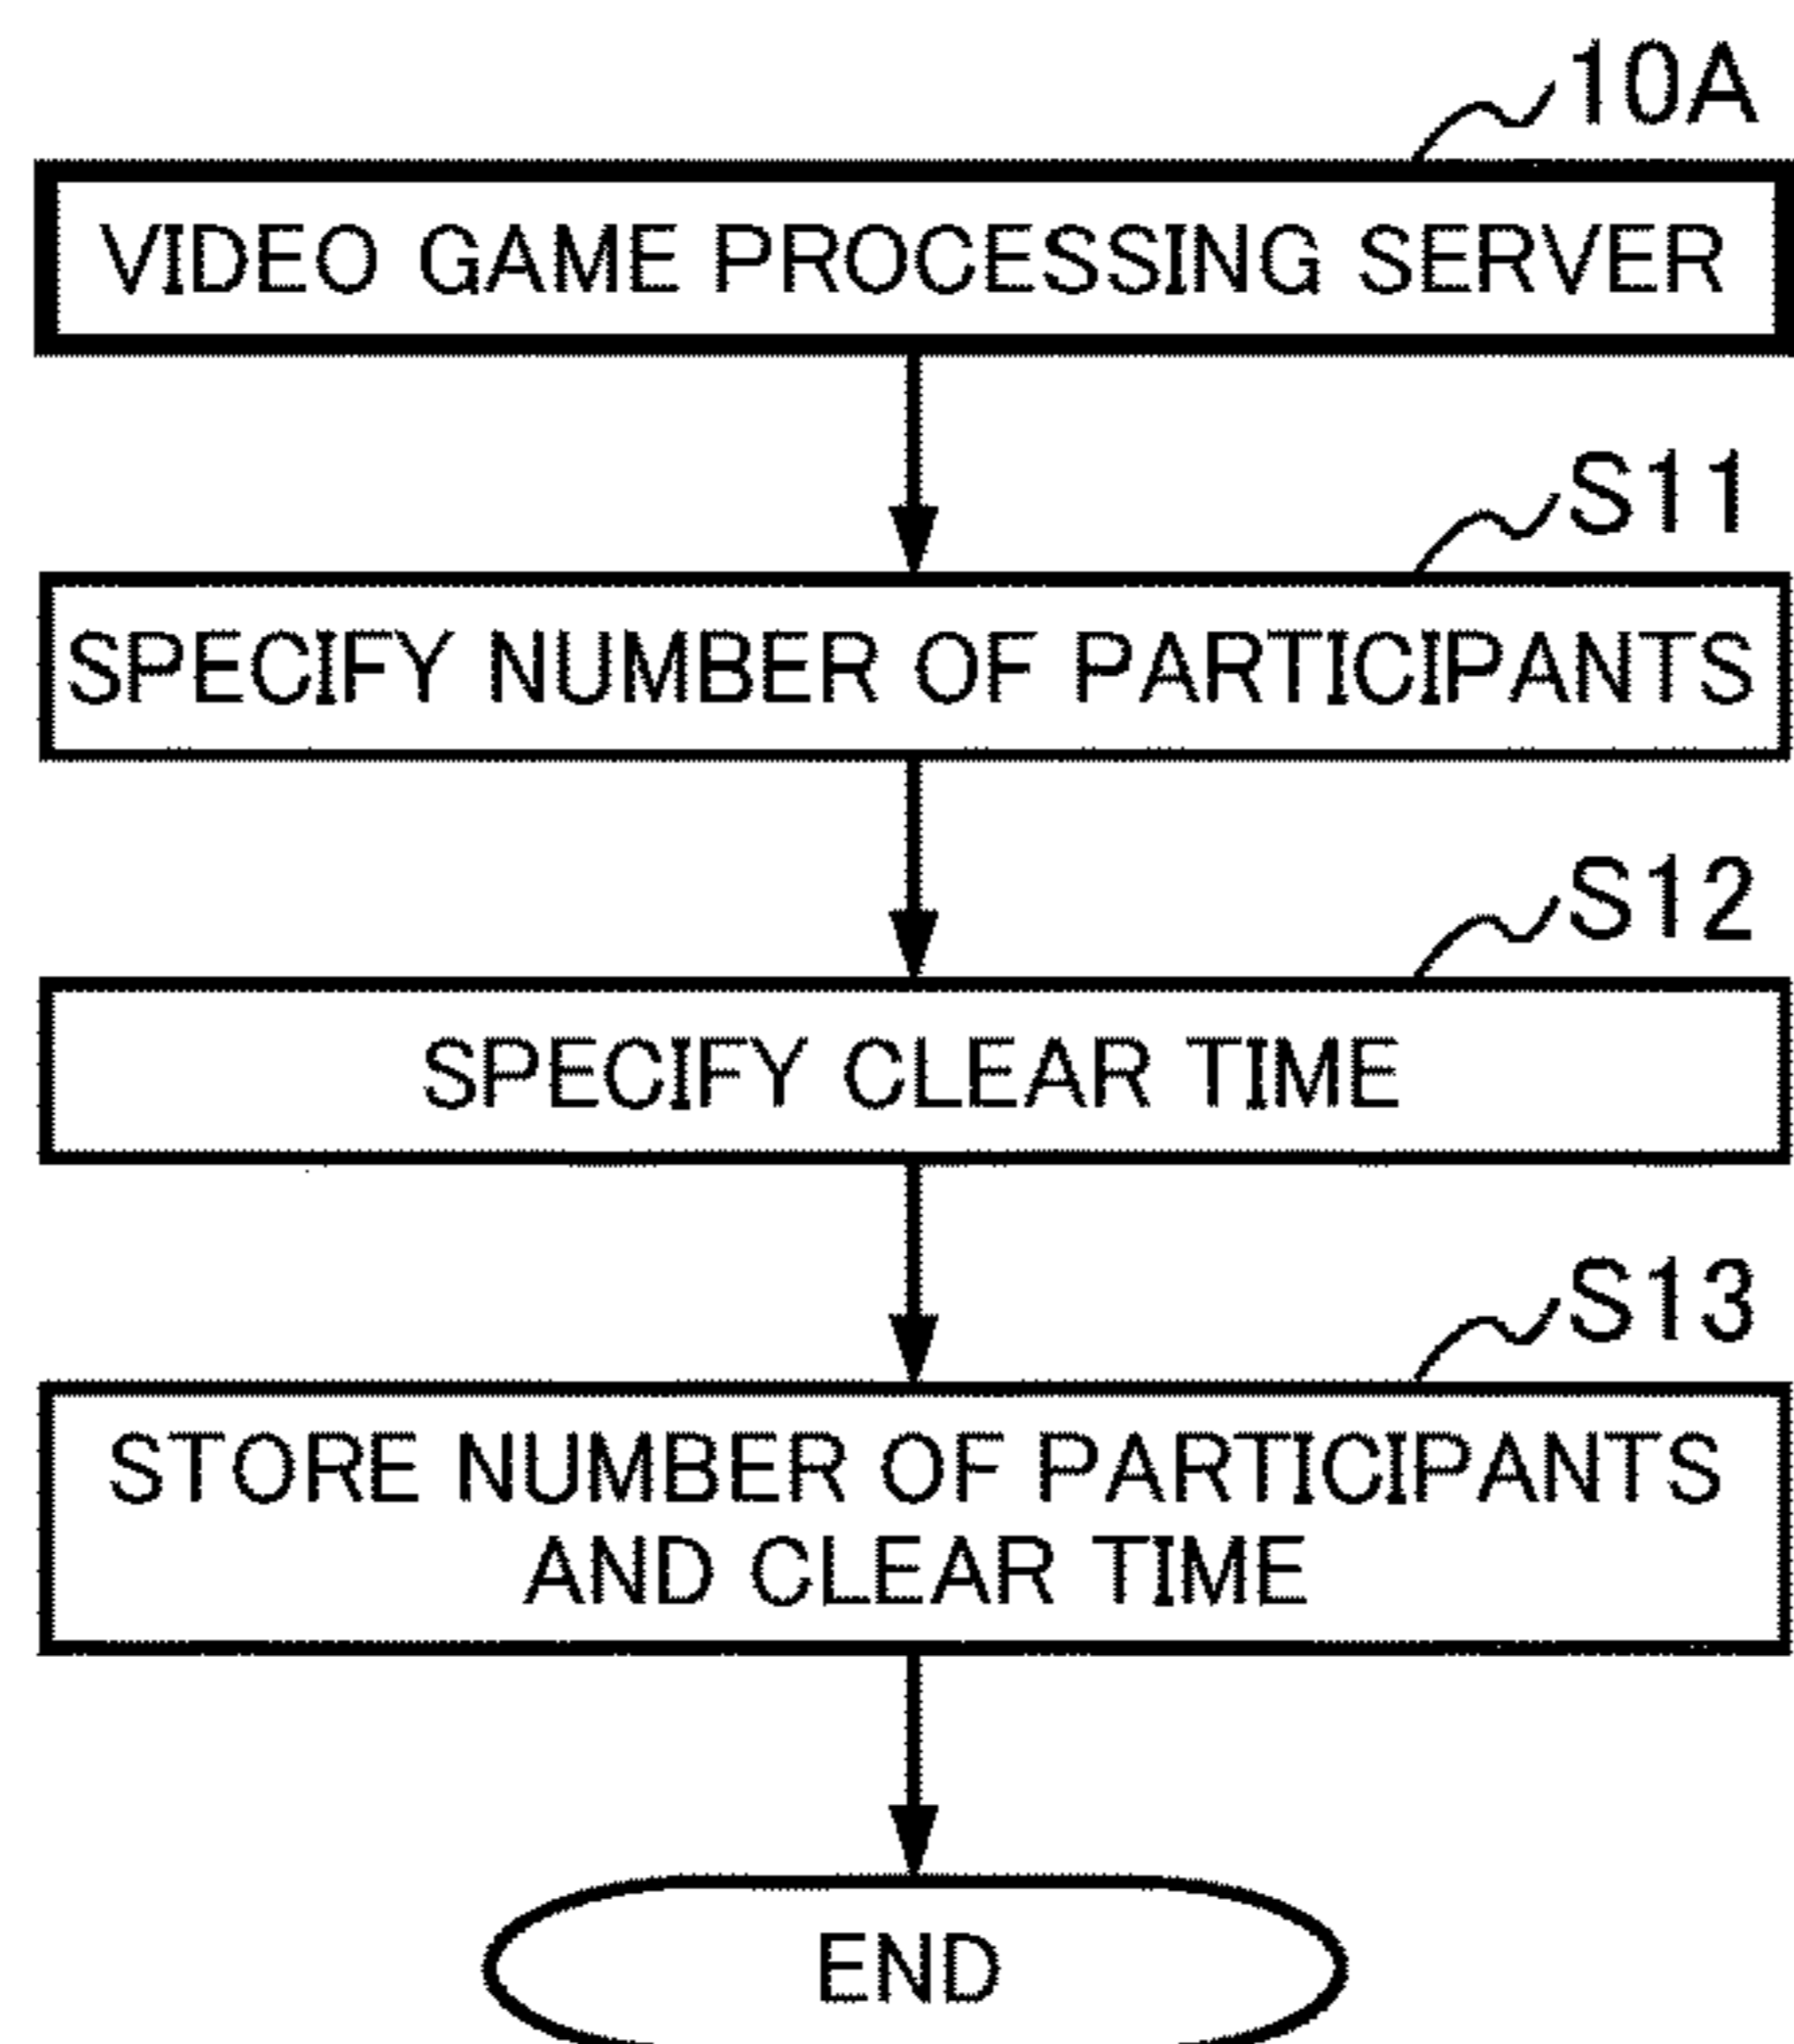 10A
VIDEO GAME PROCESSING SERVER
S11
SPECIFY NUMBER OF PARTICIPANTS
S12
SPECIFY CLEAR TIME
S13
STORE NUMBER OF PARTICIPANTS
AND CLEAR TIME
END